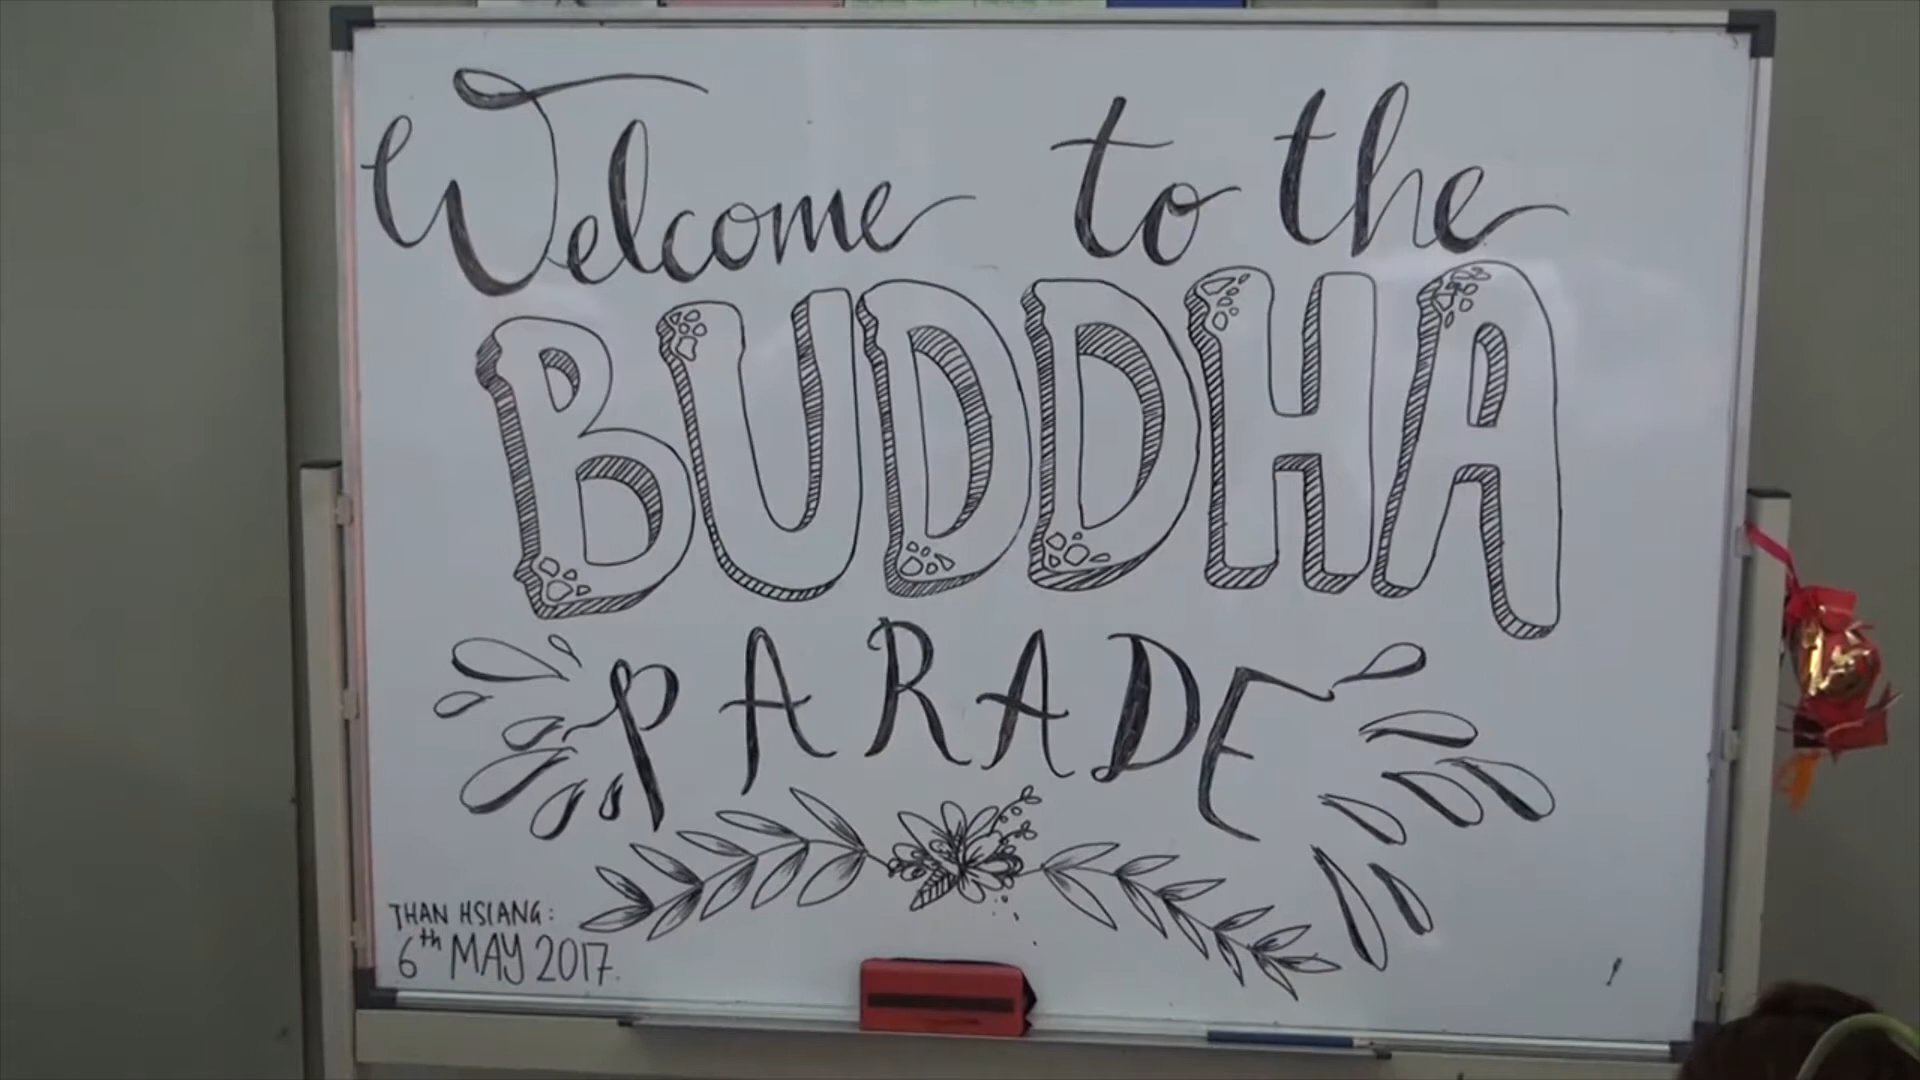 Welcome to the
BUDDHA
PARADE
THAN HSIANG:
6th MAY 2017.